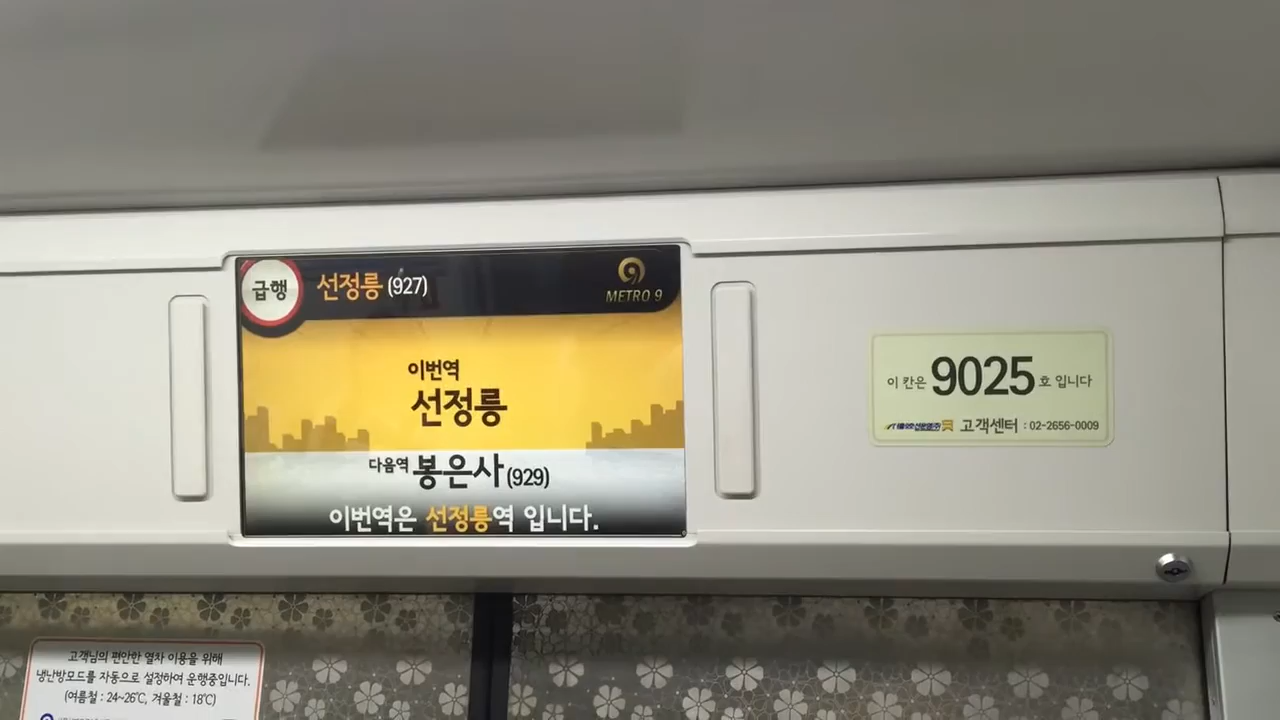 급행 선정릉 (927)
METRO 9
이번역
선정릉
다음역 봉은사 (929)
이번역은 선정릉역 입니다.
이 칸은 9025 호 입니다
고객센터 : 02-2656-0009
고객님의 편안한 열차 이용을 위해
냉난방모드를 자동으로 설정하여 운행중입니다.
(여름철 : 24~26℃, 겨울철 : 18℃)